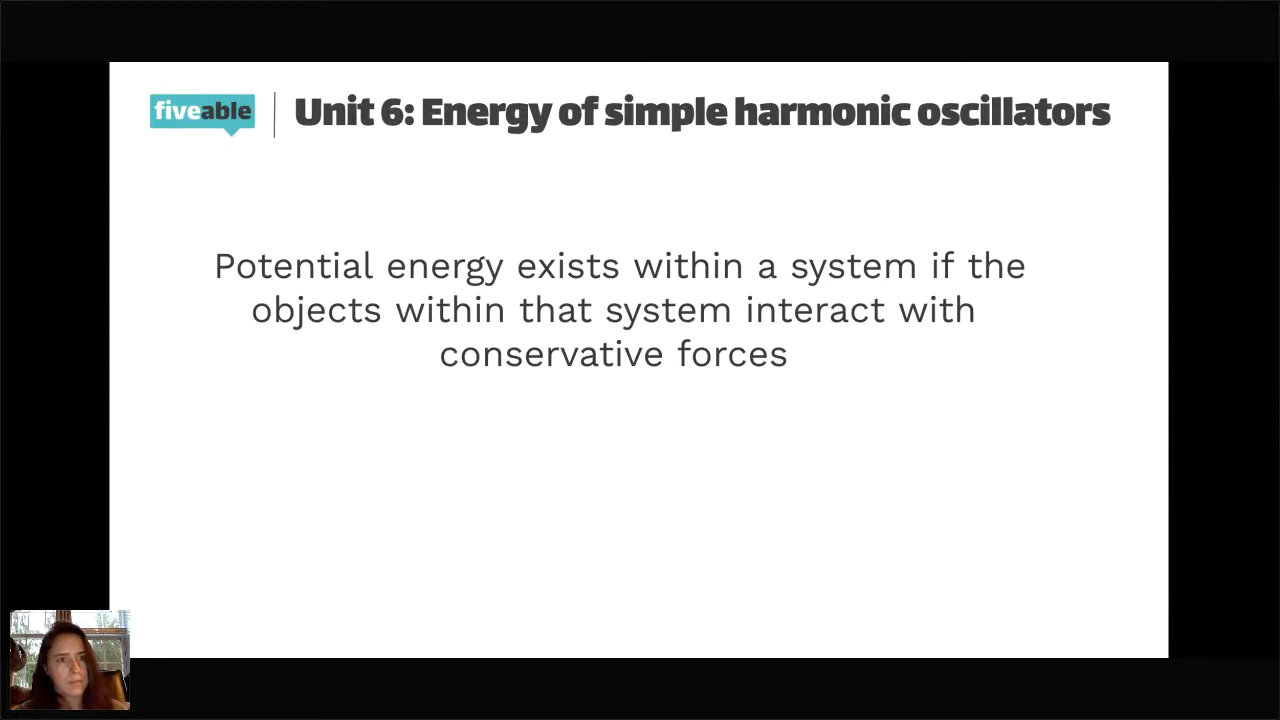 fiveable
Unit 6: Energy of simple harmonic oscillators
Potential energy exists within a system if the
objects within that system interact with
conservative forces